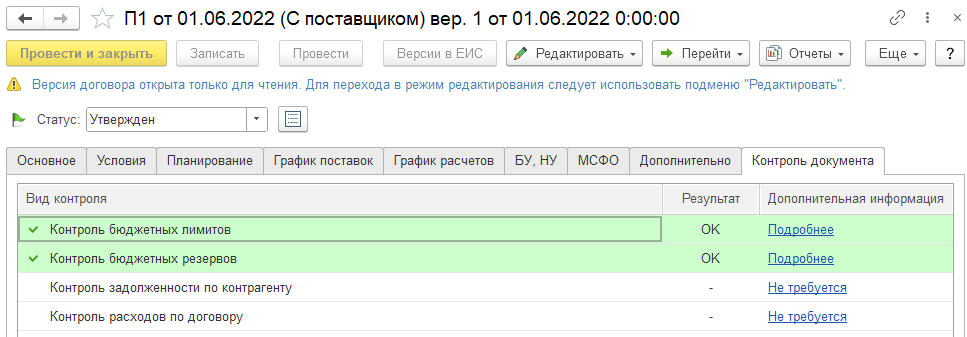 П1 от 01.06.2022 (С поставщиком) вер. 1 от 01.06.2022 0:00:00
Провести и закрыть Записать Провести Версии в ЕИС Редактировать Перейти Отчеты Еще ?
Версия договора открыта только для чтения. Для перехода в режим редактирования следует использовать подменю "Редактировать".
Статус: Утвержден
Основное Условия Планирование График поставок График расчетов БУ, НУ МСФО Дополнительно Контроль документа
Вид контроля Результат Дополнительная информация
Контроль бюджетных лимитов OK Подробнее
Контроль бюджетных резервов OK Подробнее
Контроль задолженности по контрагенту - Не требуется
Контроль расходов по договору - Не требуется